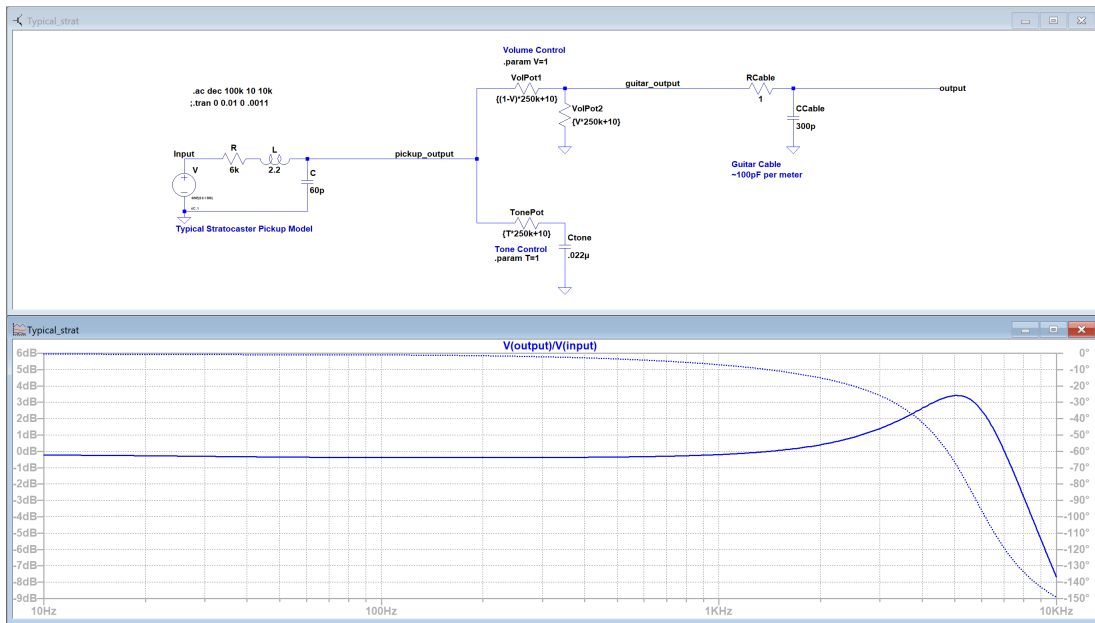 Typical_strat
Volume Control
.param V=1
.ac dec 100k 10 10k
;.tran 0 0.01 0 .0011
VolPot1
{(1-V)*250k+10}
guitar_output
RCable
1
output
VolPot2
{V*250k+10}
CCable
300p
Input
R
6k
L
2.2
pickup_output
V
C
60p
Guitar Cable
~100pF per meter
Typical Stratocaster Pickup Model
TonePot
{T*250k+10}
Tone Control
.param T=1
Ctone
.022µ
Typical_strat
V(output)/V(input)
6dB 0°
5dB -10°
4dB -20°
3dB -30°
2dB -40°
1dB -50°
0dB -60°
-1dB -70°
-2dB -80°
-3dB -90°
-4dB -100°
-5dB -110°
-6dB -120°
-7dB -130°
-8dB -140°
-9dB -150°
10Hz 100Hz 1KHz 10KHz